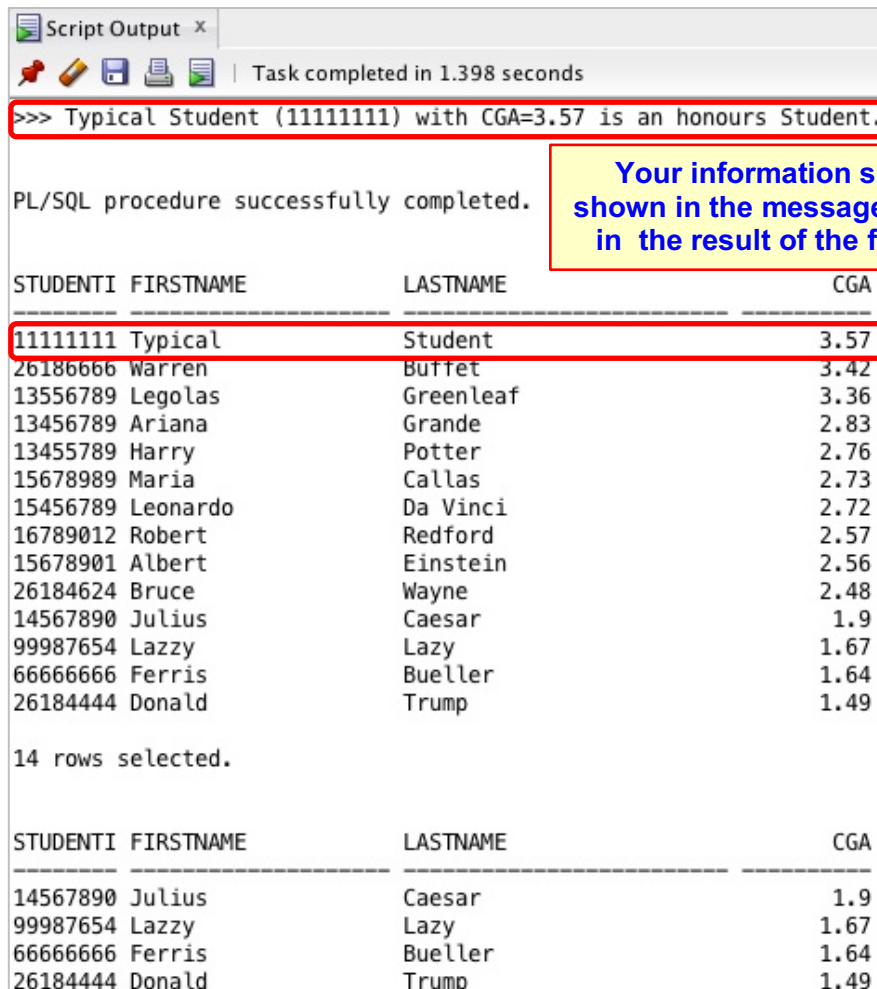 Script Output x
Task completed in 1.398 seconds
>>> Typical Student (11111111) with CGA=3.57 is an honours Student.
Your information
shown in the message
in the result of the
PL/SQL procedure successfully completed.
STUDENTI FIRSTNAME LASTNAME CGA
-------- -------------------- ------------------------- ----------
11111111 Typical Student 3.57
26186666 Warren Buffet 3.42
13556789 Legolas Greenleaf 3.36
13456789 Ariana Grande 2.83
13455789 Harry Potter 2.76
15678989 Maria Callas 2.73
15456789 Leonardo Da Vinci 2.72
16789012 Robert Redford 2.57
15678901 Albert Einstein 2.56
26184624 Bruce Wayne 2.48
14567890 Julius Caesar 1.9
99987654 Lazzy Lazy 1.67
66666666 Ferris Bueller 1.64
26184444 Donald Trump 1.49
14 rows selected.
STUDENTI FIRSTNAME LASTNAME CGA
-------- -------------------- ------------------------- ----------
14567890 Julius Caesar 1.9
99987654 Lazzy Lazy 1.67
66666666 Ferris Bueller 1.64
26184444 Donald Trump 1.49